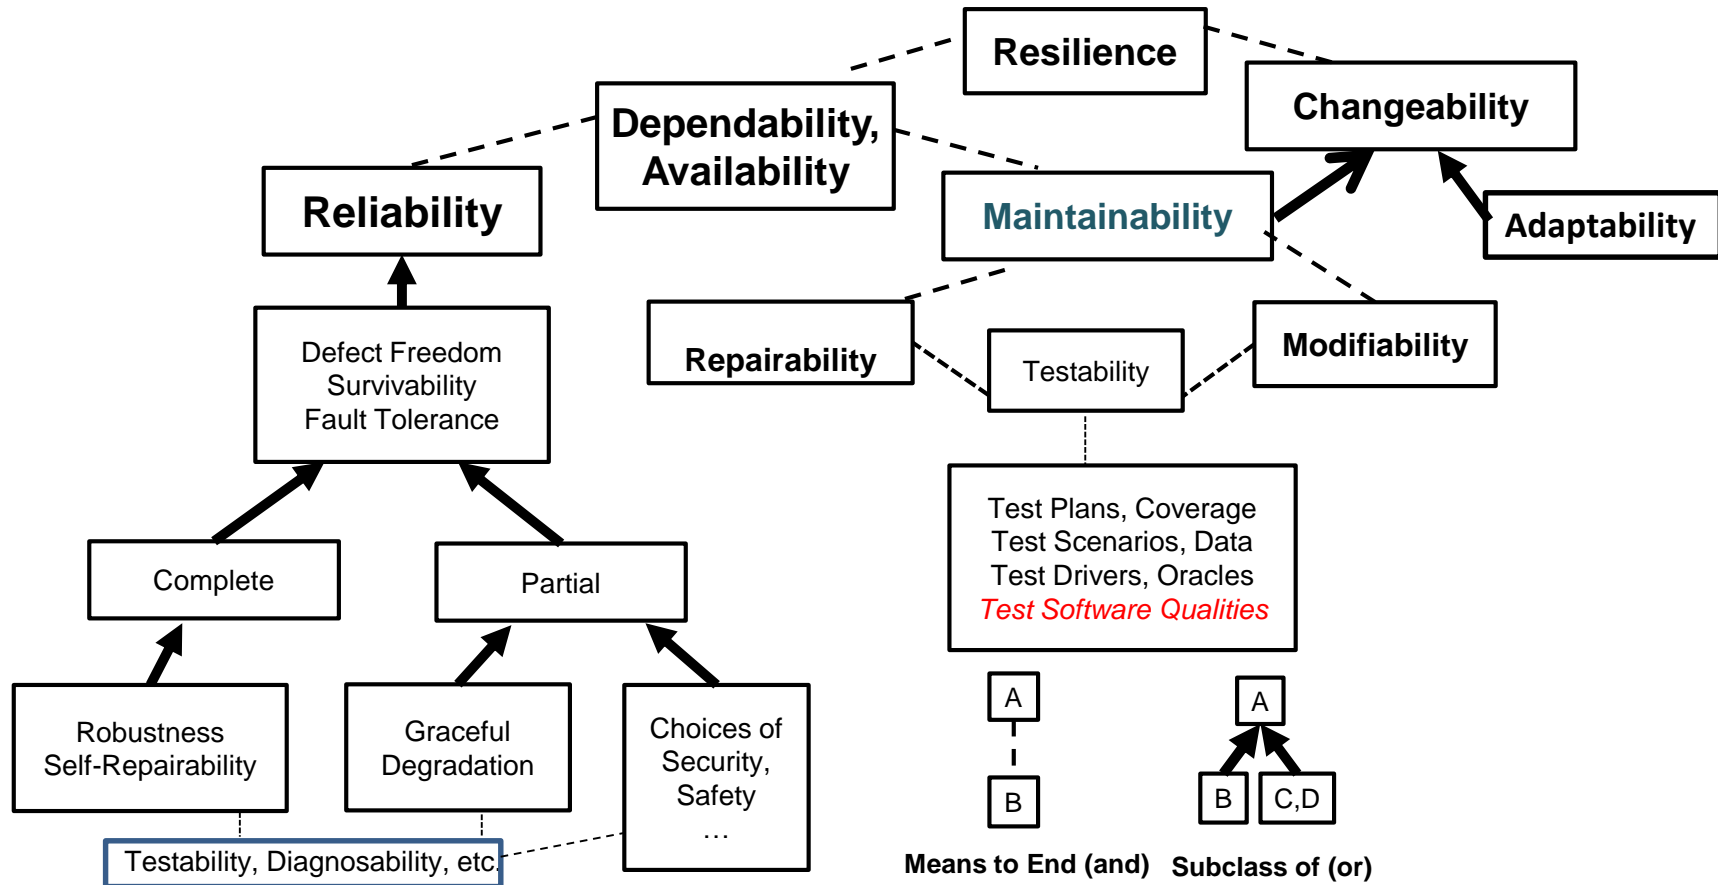 Resilience
Changeability
Dependability,
Availability
Reliability
Maintainability
Adaptability
Defect Freedom
Survivability
Fault Tolerance
Repairability
Testability
Modifiability
Test Plans, Coverage
Test Scenarios, Data
Test Drivers, Oracles
Test Software Qualities
Complete
Partial
Robustness
Self-Repairability
Graceful
Degradation
Choices of
Security,
Safety
…
Testability, Diagnosability, etc.
A
B
Means to End (and)
A
B
C,D
Subclass of (or)